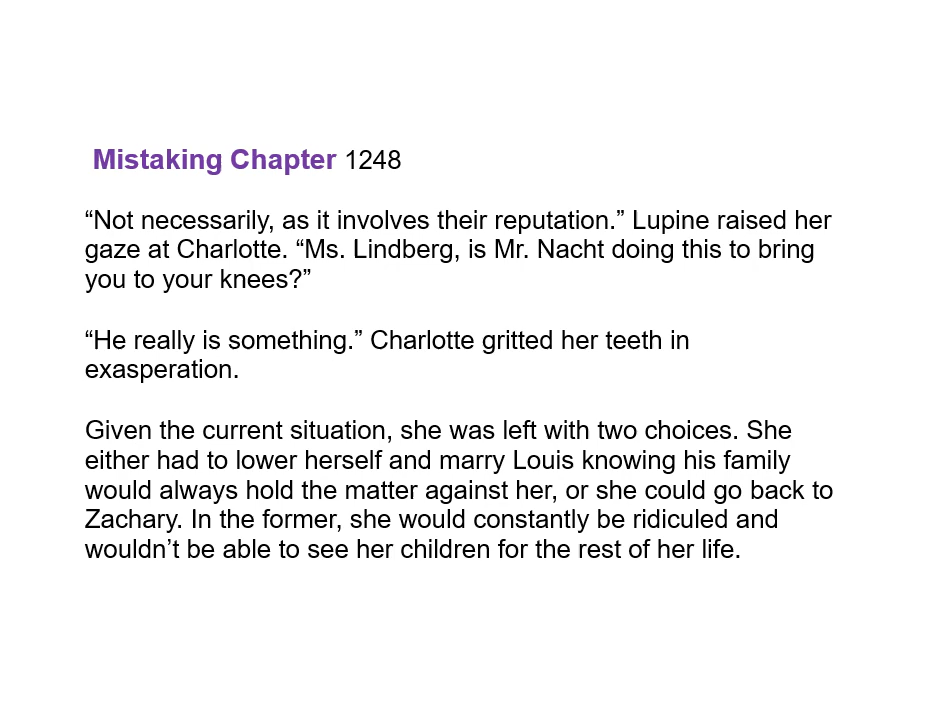 Mistaking Chapter 1248
“Not necessarily, as it involves their reputation.” Lupine raised her
gaze at Charlotte. “Ms. Lindberg, is Mr. Nacht doing this to bring
you to your knees?”
“He really is something.” Charlotte gritted her teeth in
exasperation.
Given the current situation, she was left with two choices. She
either had to lower herself and marry Louis knowing his family
would always hold the matter against her, or she could go back to
Zachary. In the former, she would constantly be ridiculed and
wouldn’t be able to see her children for the rest of her life.